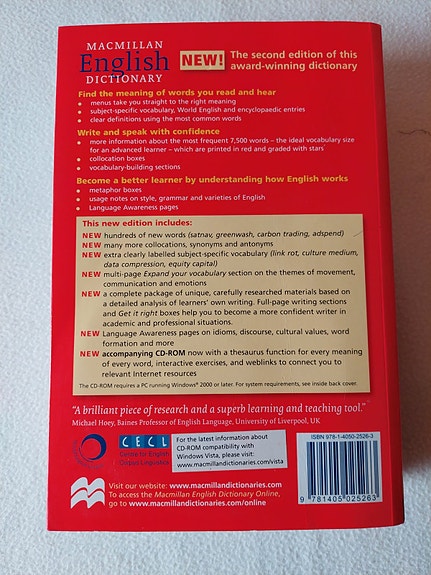 MACMILLAN
English
DICTIONARY
NEW!
The second edition of this
award-winning dictionary
Find the meaning of words you read and hear
• menus take you straight to the right meaning
• subject-specific vocabulary, World English and encyclopaedic entries
• clear definitions using the most common words
Write and speak with confidence
• more information about the most frequent 7,500 words – the ideal vocabulary size
for an advanced learner – which are printed in red and graded with stars
• collocation boxes
• vocabulary-building sections
Become a better learner by understanding how English works
• metaphor boxes
• usage notes on style, grammar and varieties of English
• Language Awareness pages
This new edition includes:
NEW hundreds of new words (satnav, greenwash, carbon trading, adspend)
NEW many more collocations, synonyms and antonyms
NEW extra clearly labelled subject-specific vocabulary (link rot, culture medium,
data compression, equity capital)
NEW multi-page Expand your vocabulary section on the themes of movement,
communication and emotions
NEW a complete package of unique, carefully researched materials based on
a detailed analysis of learners' own writing. Full-page writing sections
and Get it right boxes help you to become a more confident writer in
academic and professional situations.
NEW Language Awareness pages on idioms, discourse, cultural values, word
formation and more
NEW accompanying CD-ROM now with a thesaurus function for every meaning
of every word, interactive exercises, and weblinks to connect you to
relevant Internet resources
The CD-ROM requires a PC running Windows® 2000 or later. For system requirements, see inside back cover.
"A brilliant piece of research and a superb learning and teaching tool."
Michael Hoey, Baines Professor of English Language, University of Liverpool, UK
CECL
Centre for English
Corpus Linguistics
For the latest information about
CD-ROM compatibility with
Windows Vista, please visit:
www.macmillandictionaries.com/vista
ISBN 978-1-4050-2526-3
9 781405 025263
Visit our website: www.macmillandictionaries.com
To access the Macmillan English Dictionary Online,
go to www.macmillandictionaries.com/online